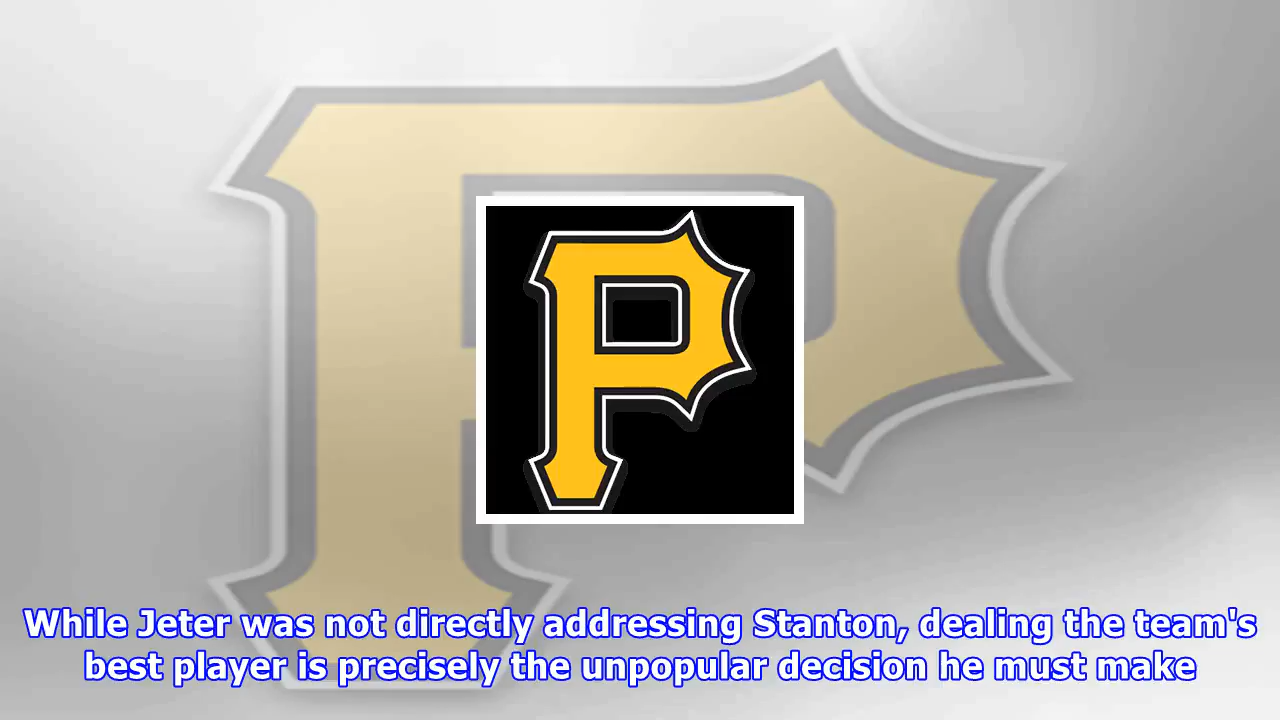 P
While Jeter was not directly addressing Stanton, dealing the team's
best player is precisely the unpopular decision he must make